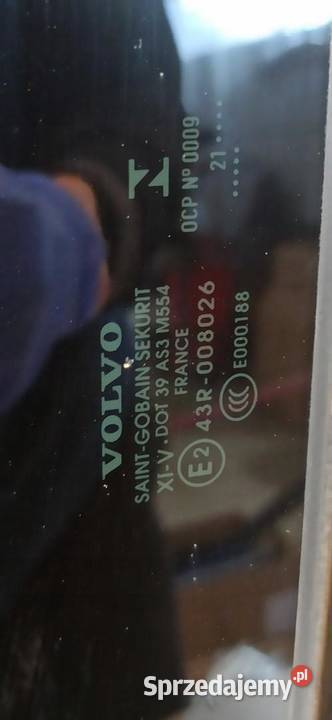 VOLVO
SAINT-GOBAIN-SEKURIT
XI-V . DOT 39 AS3 M554
FRANCE
E2 43R-008026
CCC E000188
N
OCP Nº 0009
21 ....
.....
Sprzedajemy.pl